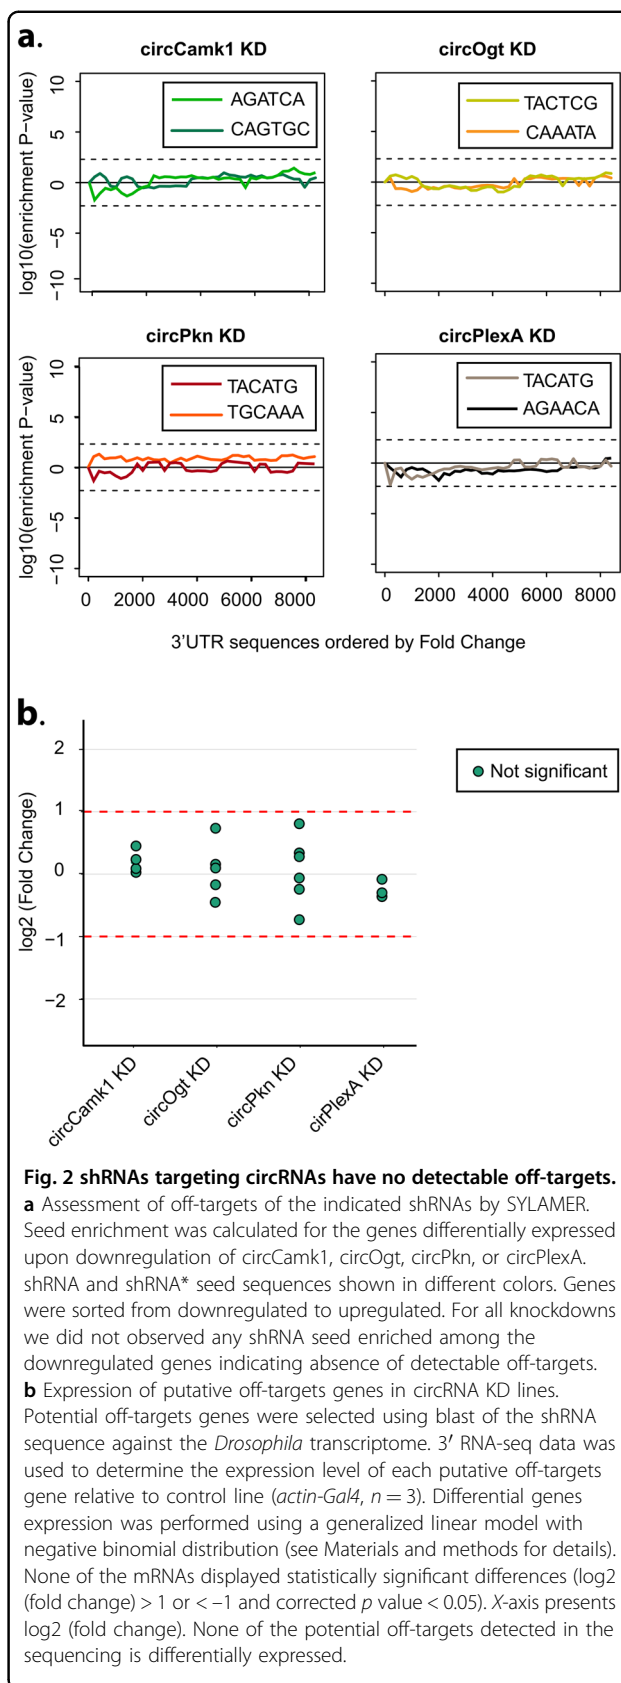 a.
circCamk1 KD
circOgt KD
log10(enrichment P−value)
10
5
0
−5
−10
AGATCA
CAGTGC
TACTCG
CAAATA
circPkn KD
circPlexA KD
log10(enrichment P−value)
10
5
0
−5
−10
TACATG
TGCAAA
TACATG
AGAACA
0 2000 4000 6000 8000
0 2000 4000 6000 8000
3'UTR sequences ordered by Fold Change
b.
log2 (Fold Change)
2
1
0
−1
−2
Not significant
circCamk1 KD
circOgt KD
circPkn KD
cirPlexA KD
Fig. 2 shRNAs targeting circRNAs have no detectable off-targets.
a Assessment of off-targets of the indicated shRNAs by SYLAMER.
Seed enrichment was calculated for the genes differentially expressed
upon downregulation of circCamk1, circOgt, circPkn, or circPlexA.
shRNA and shRNA* seed sequences shown in different colors. Genes
were sorted from downregulated to upregulated. For all knockdowns
we did not observed any shRNA seed enriched among the
downregulated genes indicating absence of detectable off-targets.
b Expression of putative off-targets genes in circRNA KD lines.
Potential off-targets genes were selected using blast of the shRNA
sequence against the Drosophila transcriptome. 3′ RNA-seq data was
used to determine the expression level of each putative off-targets
gene relative to control line (actin-Gal4, n = 3). Differential genes
expression was performed using a generalized linear model with
negative binomial distribution (see Materials and methods for details).
None of the mRNAs displayed statistically significant differences (log2
(fold change) > 1 or < –1 and corrected p value < 0.05). X-axis presents
log2 (fold change). None of the potential off-targets detected in the
sequencing is differentially expressed.